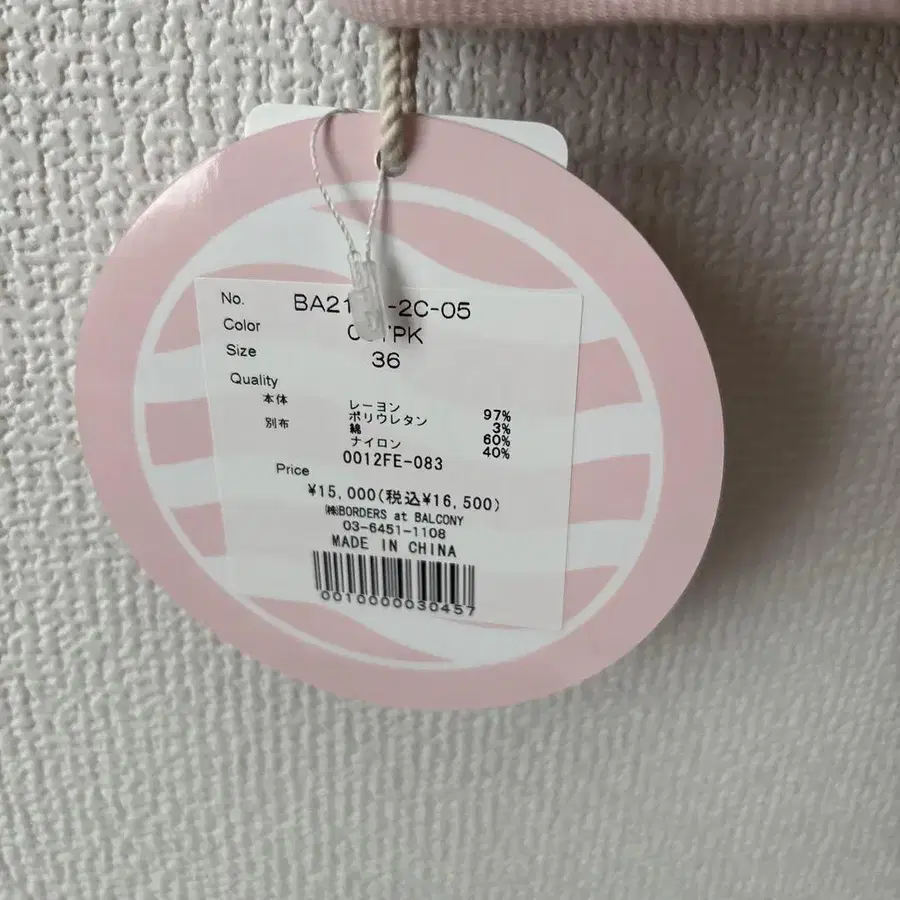 No. -2C-05
Color
Size 36
Quality
本体 レーヨン 97%
ポリウレタン 3%
別布 綿 60%
ナイロン 40%
0012FE-083
Price
¥15,000(税込¥16,500)
㈱BORDERS at BALCONY
03-6451-1108
MADE IN CHINA
0010000030457